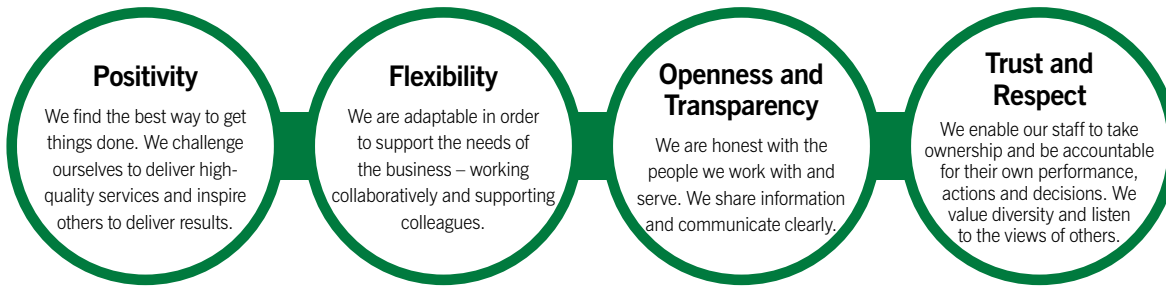 Positivity
We find the best way to get
things done. We challenge
ourselves to deliver high-
quality services and inspire
others to deliver results.
Flexibility
We are adaptable in order
to support the needs of
the business – working
collaboratively and supporting
colleagues.
Openness and
Transparency
We are honest with the
people we work with and
serve. We share information
and communicate clearly.
Trust and
Respect
We enable our staff to take
ownership and be accountable
for their own performance,
actions and decisions. We
value diversity and listen
to the views of others.